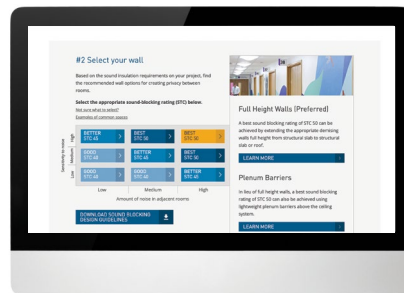 #2 Select your wall
Based on the sound insulation requirements on your project, find
the recommended wall options for creating privacy between
rooms.
Select the appropriate sound-blocking rating (STC) below.
Not sure what to select?
Examples of common spaces
Sensitivity to noise
High
Medium
Low
BETTER
STC 45
BEST
STC 50
BEST
STC 50
GOOD
STC 40
BETTER
STC 45
BEST
STC 50
GOOD
STC 40
GOOD
STC 40
BETTER
STC 45
Low
Medium
High
Amount of noise in adjacent rooms
DOWNLOAD SOUND BLOCKING
DESIGN GUIDELINES
Full Height Walls (Preferred)
A best sound blocking rating of STC 50 can be
achieved by extending the appropriate demising
walls full height from structural slab to structural
slab or roof.
LEARN MORE
Plenum Barriers
In lieu of full height walls, a best sound blocking
rating of STC 50 can also be achieved using
lightweight plenum barriers above the ceiling
system.
LEARN MORE